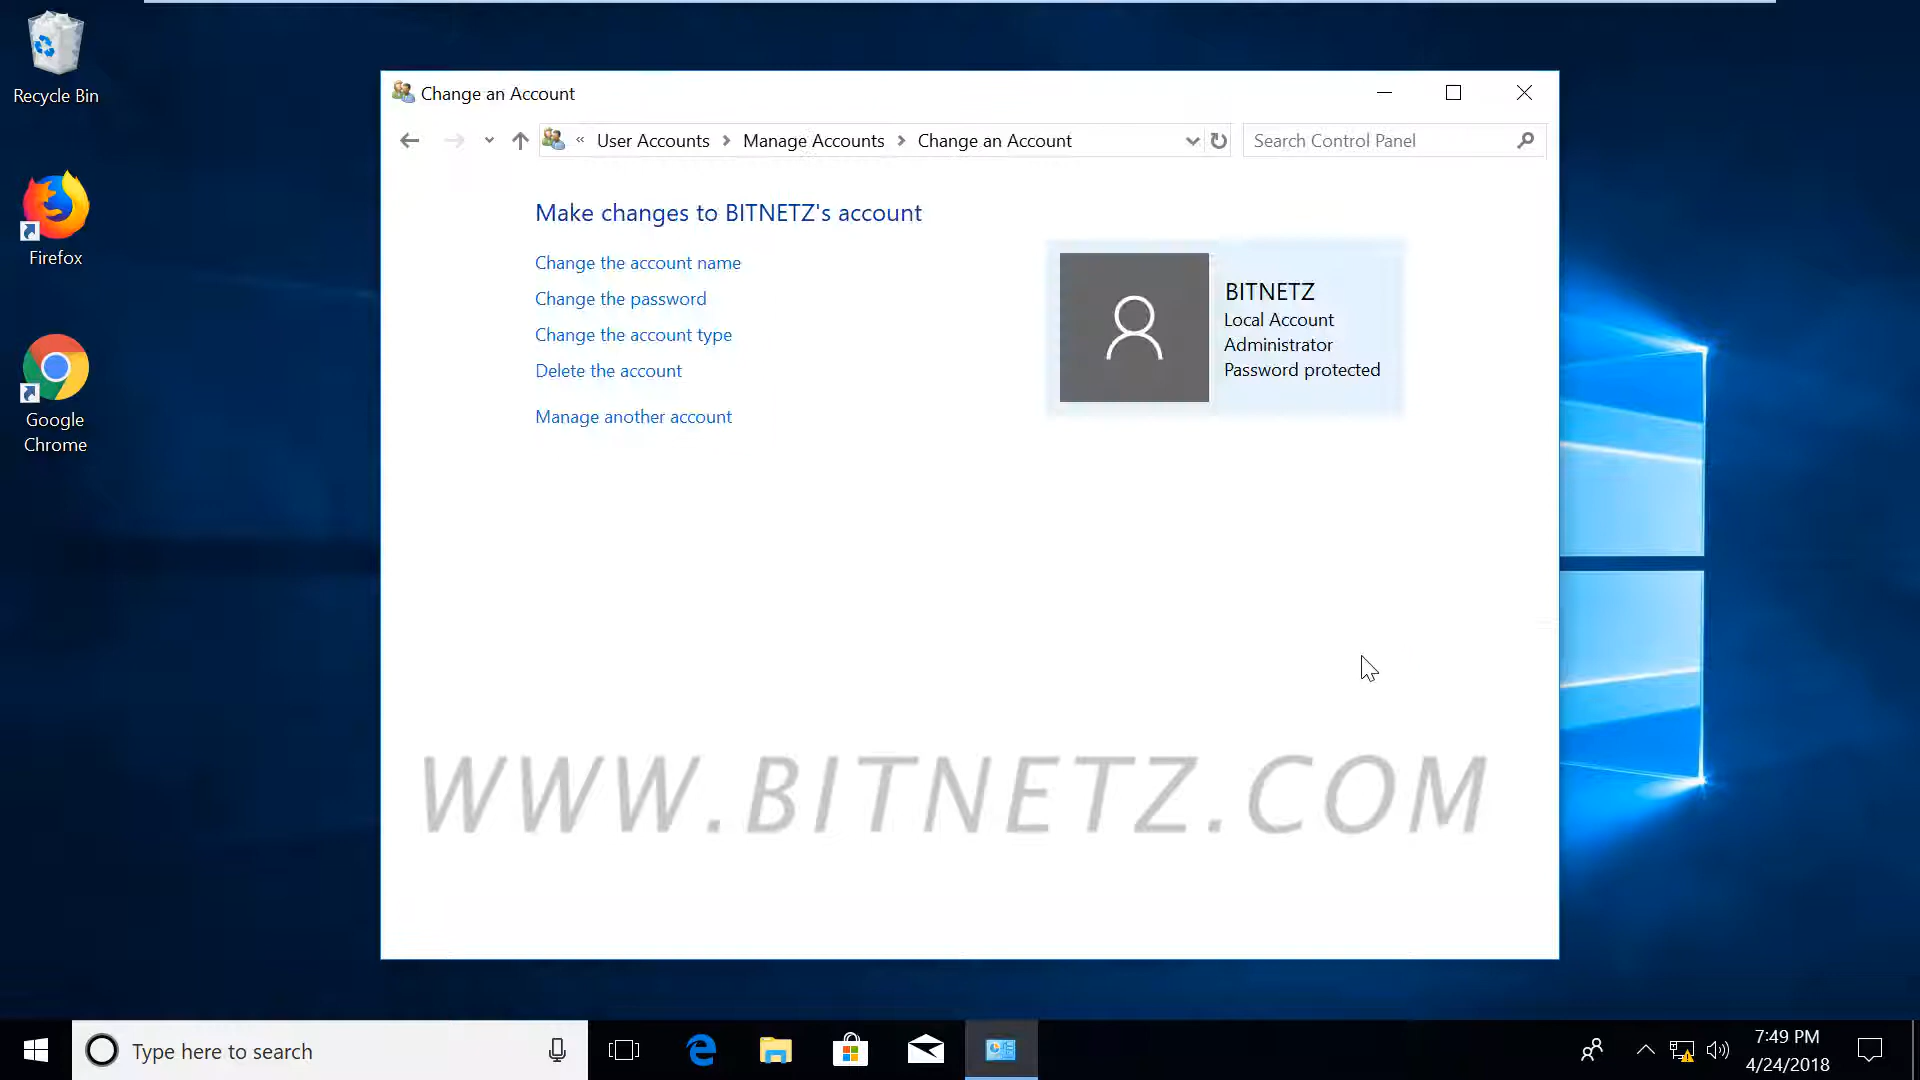 Recycle Bin
Firefox
Google
Chrome
Change an Account
« User Accounts > Manage Accounts > Change an Account
Search Control Panel
Make changes to BITNETZ's account
Change the account name
Change the password
Change the account type
Delete the account
Manage another account
BITNETZ
Local Account
Administrator
Password protected
WWW.BITNETZ.COM
Type here to search
7:49 PM
4/24/2018